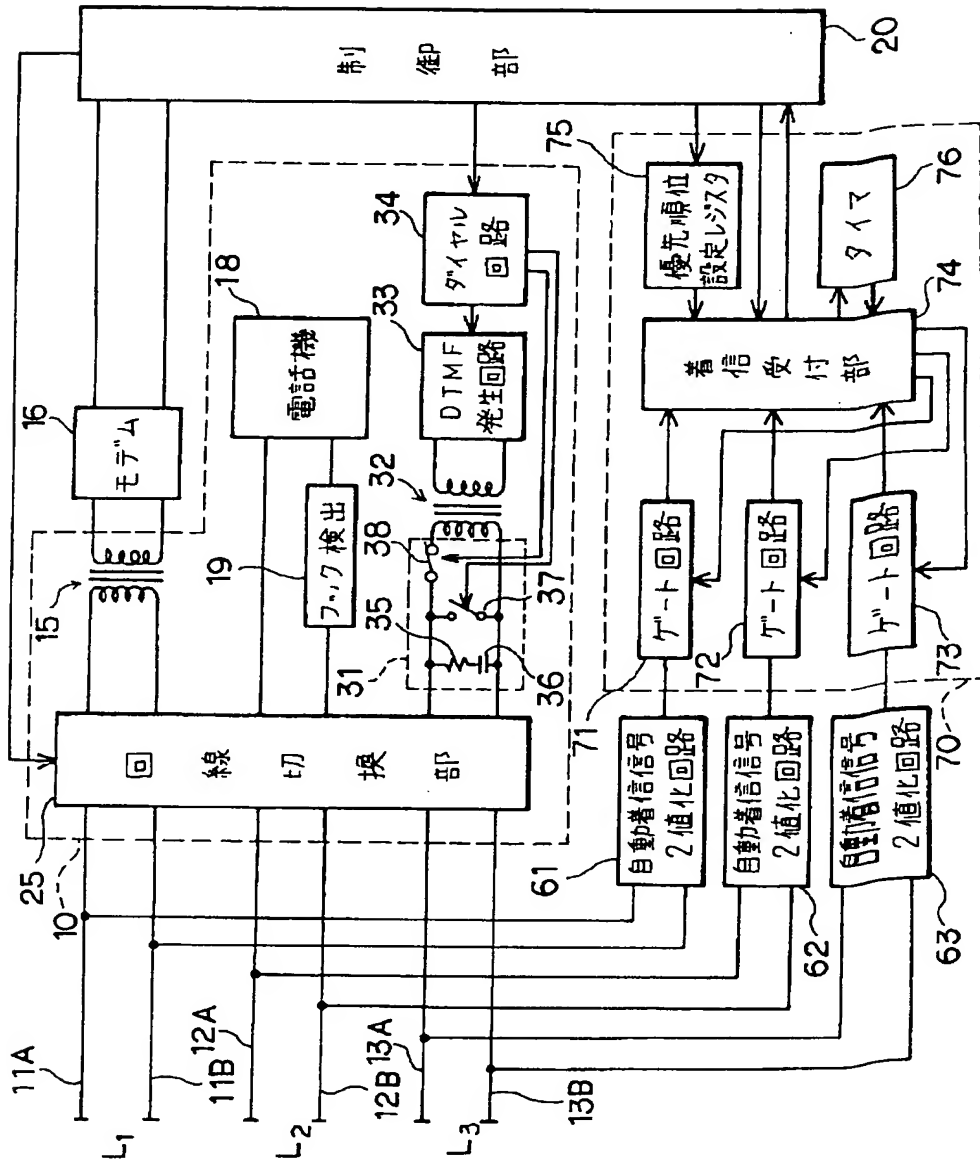 制御部
20
モデム
16
15
18
電話機
19
フック検出
ダイヤル
回路
34
33
DTMF
発生回路
32
38
35
37
36
31
回線切換部
25
10
11A
11B
12A
12B
13A
13B
L1
L2
L3
75
優先順位
設定レジスタ
76
タイマ
74
着信受付部
71
ゲート回路
72
ゲート回路
73
ゲート回路
70
自動着信信号
2値化回路
61
自動着信信号
2値化回路
62
自動着信信号
2値化回路
63